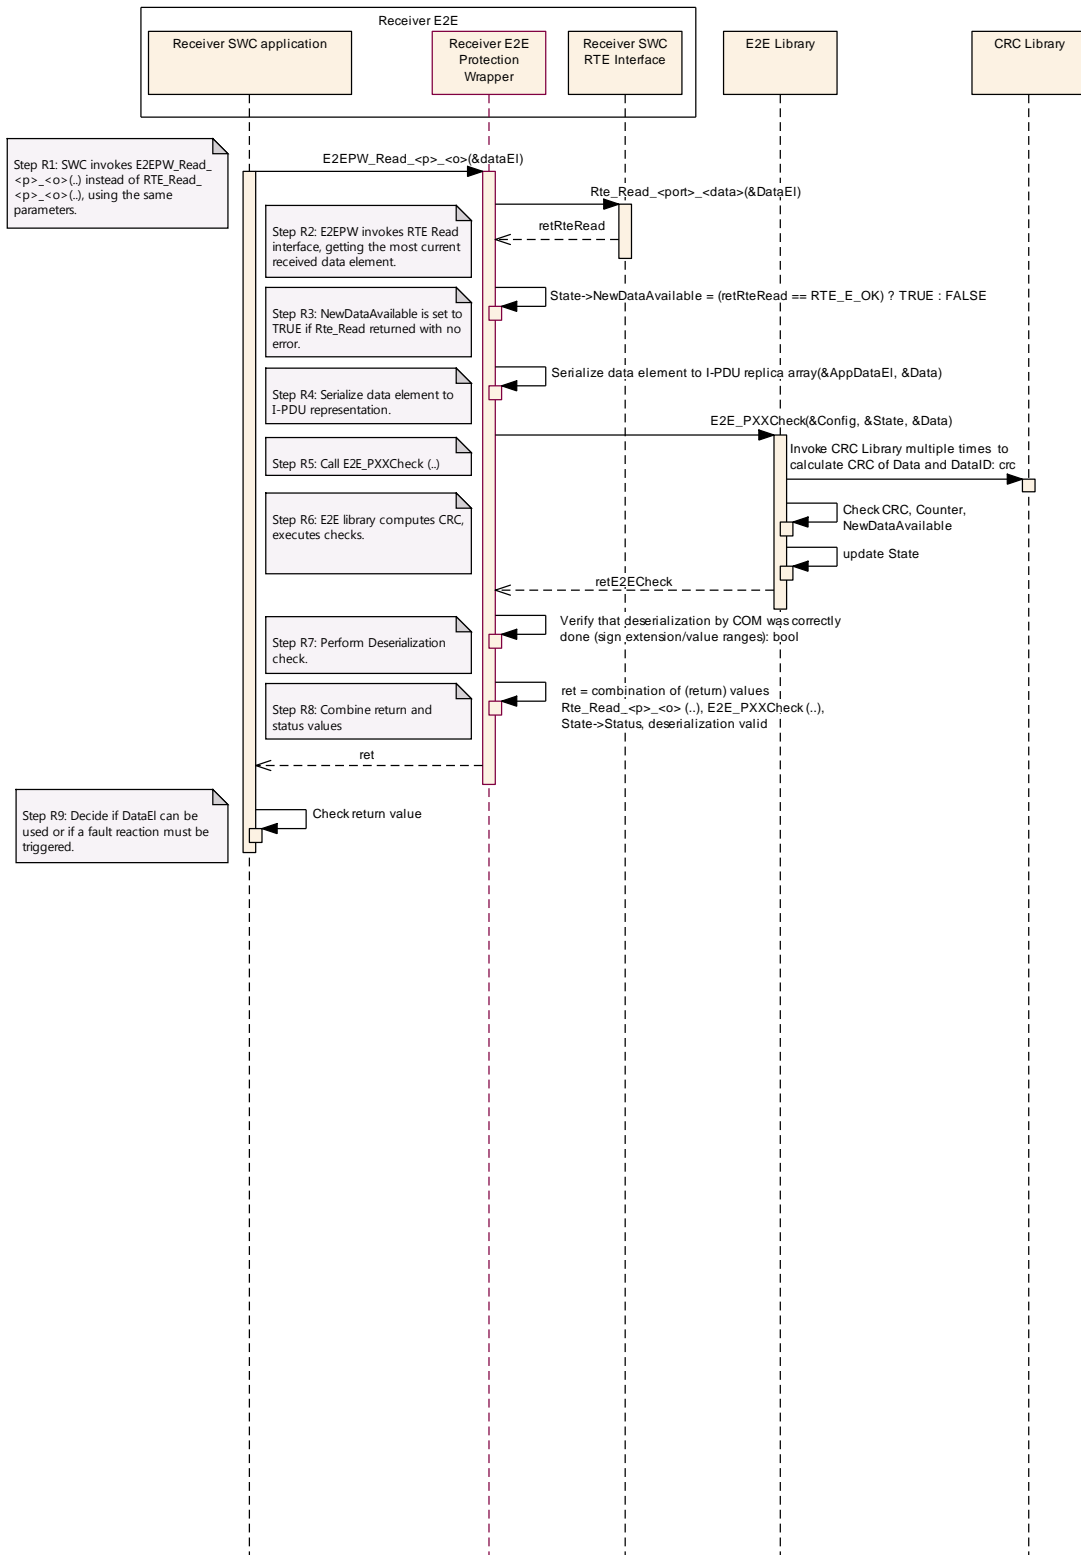 Receiver E2E
Receiver SWC application
Receiver E2E
Protection
Wrapper
Receiver SWC
RTE Interface
E2E Library
CRC Library
Step R1: SWC invokes E2EPW_Read_
<p>_<o>(..) instead of RTE_Read_
<p>_<o>(..), using the same
parameters.
E2EPW_Read_<p>_<o>(&dataEl)
Rte_Read_<port>_<data>(&DataEl)
Step R2: E2EPW invokes RTE Read
interface, getting the most current
received data element.
retRteRead
Step R3: NewDataAvailable is set to
TRUE if Rte_Read returned with no
error.
State->NewDataAvailable = (retRteRead == RTE_E_OK) ? TRUE : FALSE
Step R4: Serialize data element to
I-PDU representation.
Serialize data element to I-PDU replica array(&AppDataEl, &Data)
E2E_PXXCheck(&Config, &State, &Data)
Step R5: Call E2E_PXXCheck (..)
Invoke CRC Library multiple times to
calculate CRC of Data and DataID: crc
Step R6: E2E library computes CRC,
executes checks.
Check CRC, Counter,
NewDataAvailable
update State
retE2ECheck
Step R7: Perform Deserialization
check.
Verify that deserialization by COM was correctly
done (sign extension/value ranges): bool
Step R8: Combine return and
status values
ret = combination of (return) values
Rte_Read_<p>_<o> (..), E2E_PXXCheck (..),
State->Status, deserialization valid
ret
Step R9: Decide if DataEl can be
used or if a fault reaction must be
triggered.
Check return value